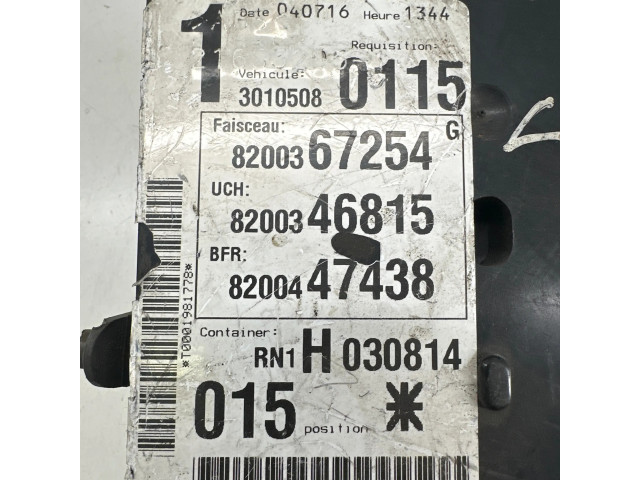 1 Date 040716 Heure 1344
Requisition:
Vehicule:
3010508 0115
Faisceau: G
82003 67254
UCH:
82003 46815
BFR:
82004 47438
*T0001981778*
Container:
RN1 H 030814
015 position